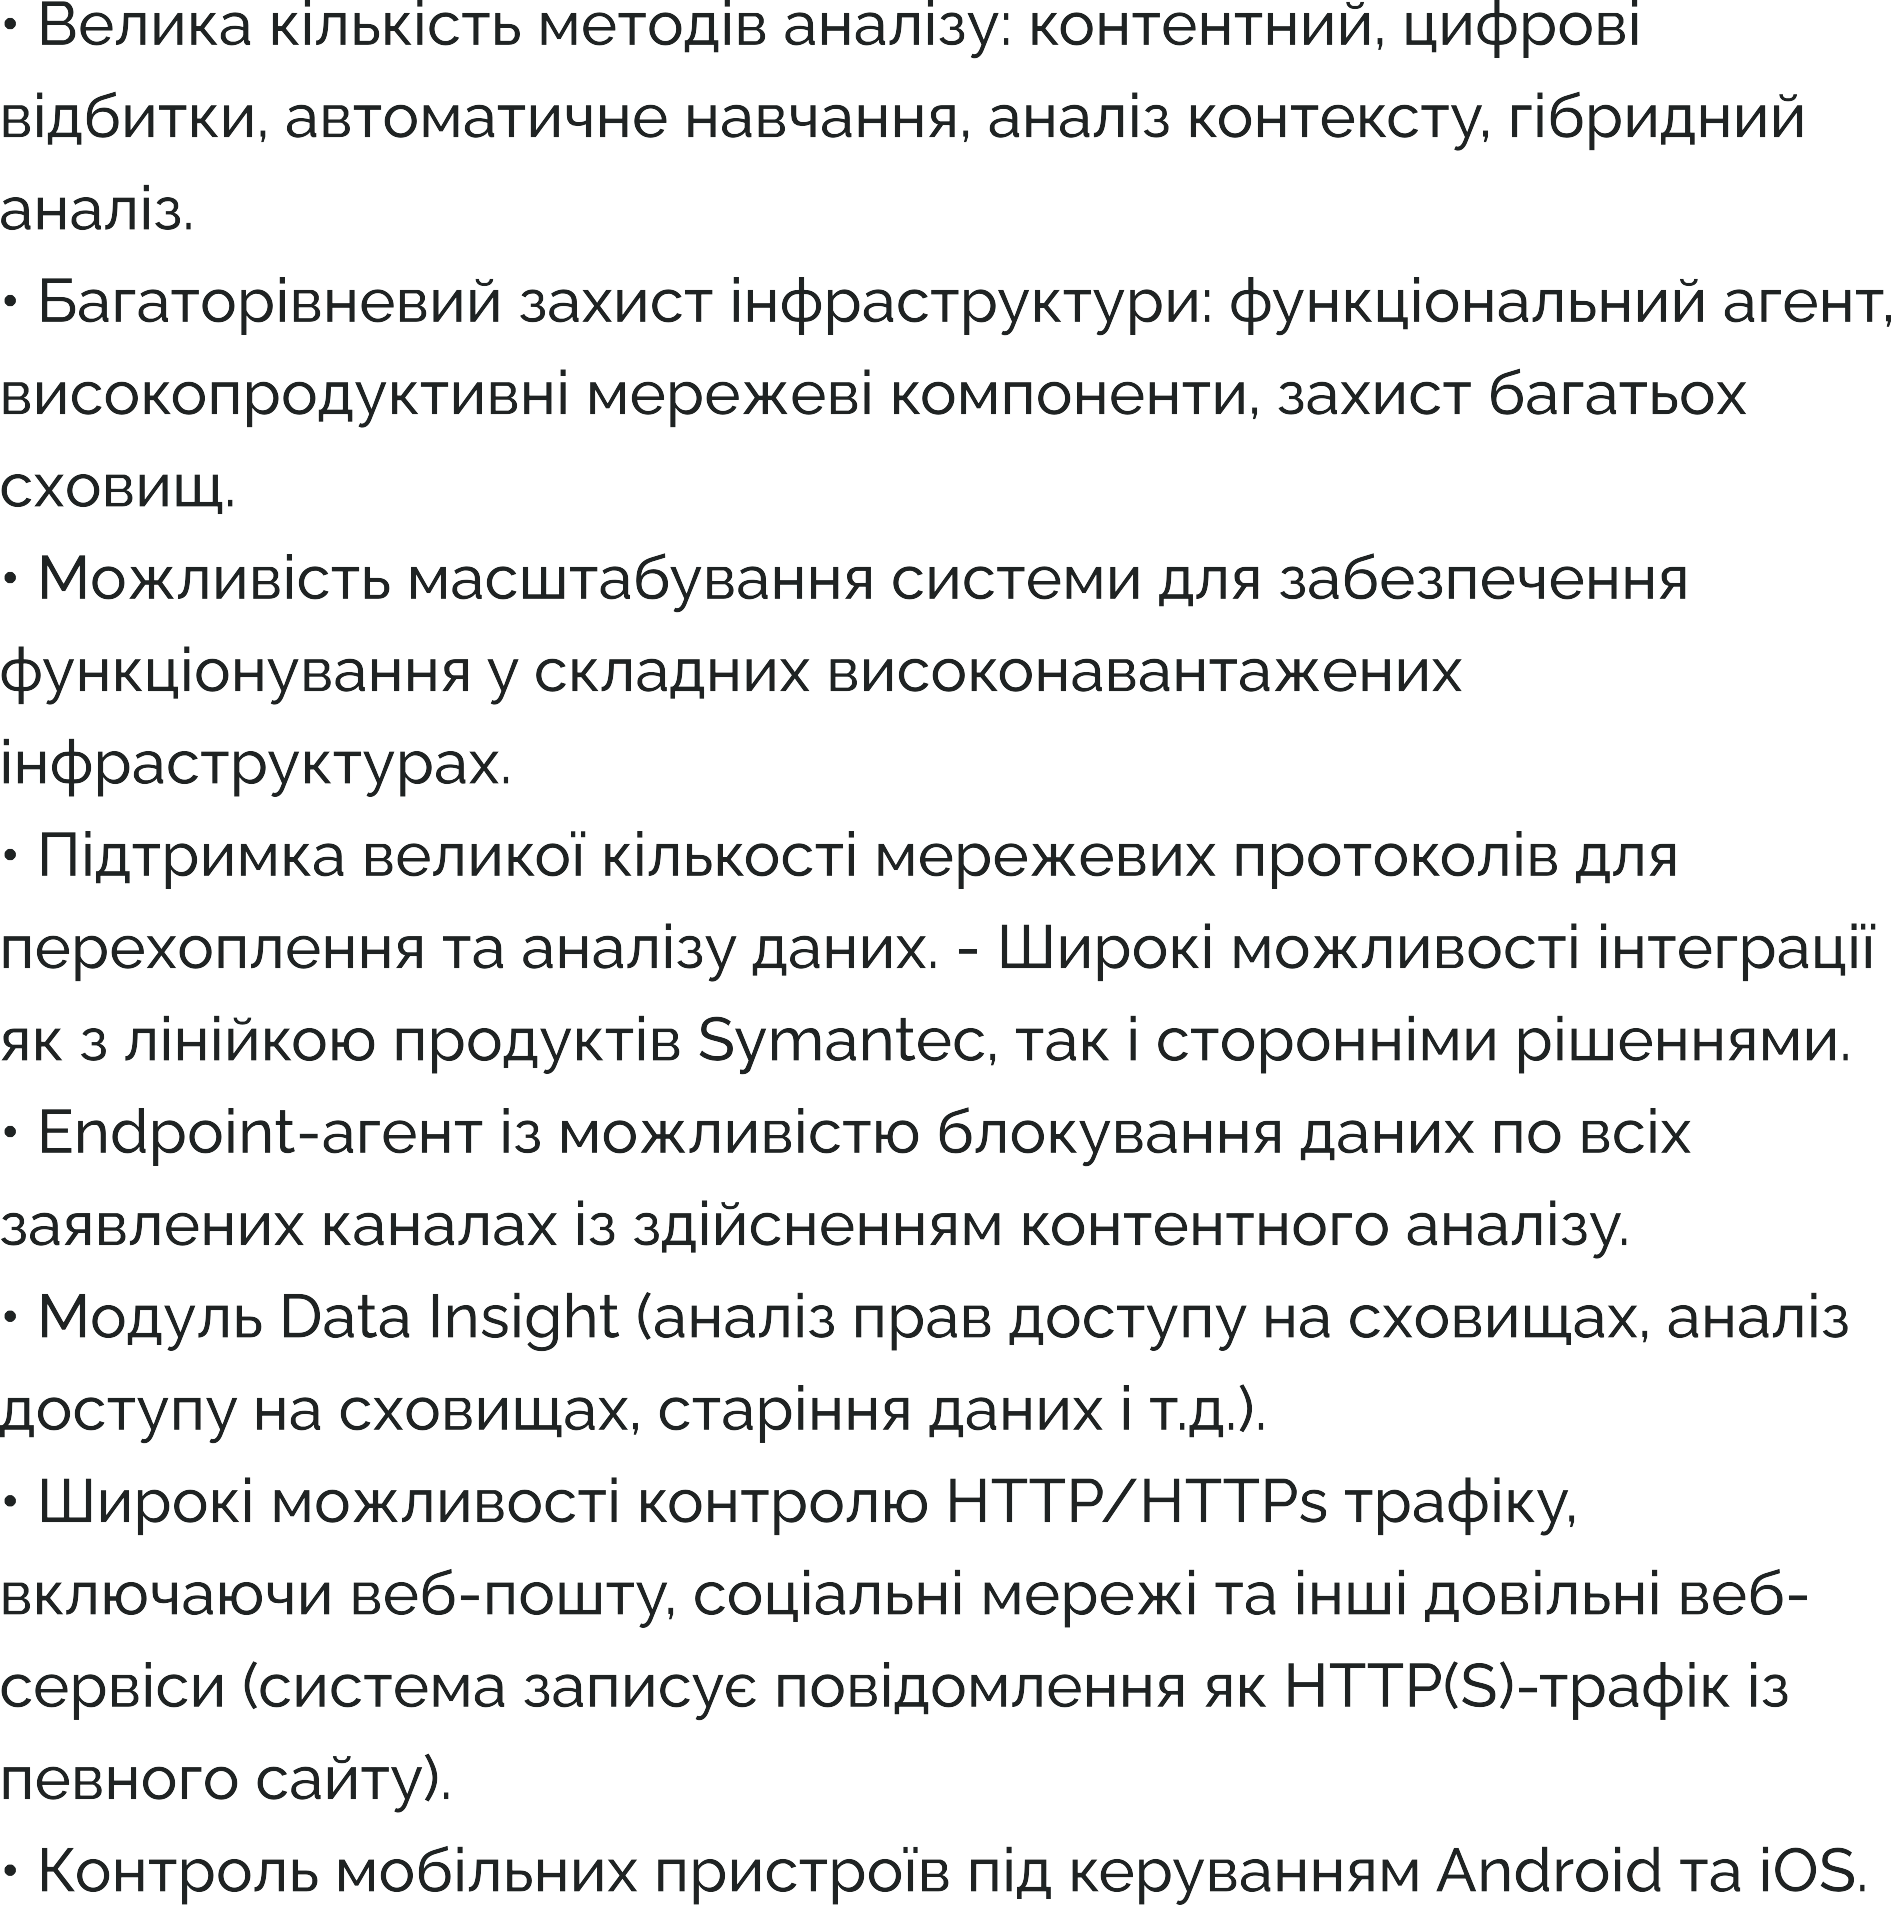 • Велика кількість методів аналізу: контентний, цифрові
відбитки, автоматичне навчання, аналіз контексту, гібридний
аналіз.
• Багаторівневий захист інфраструктури: функціональний агент,
високопродуктивні мережеві компоненти, захист багатьох
сховищ.
• Можливість масштабування системи для забезпечення
функціонування у складних високонавантажених
інфраструктурах.
• Підтримка великої кількості мережевих протоколів для
перехоплення та аналізу даних. - Широкі можливості інтеграції
як з лінійкою продуктів Symantec, так і сторонніми рішеннями.
• Endpoint-агент із можливістю блокування даних по всіх
заявлених каналах із здійсненням контентного аналізу.
• Модуль Data Insight (аналіз прав доступу на сховищах, аналіз
доступу на сховищах, старіння даних і т.д.).
• Широкі можливості контролю HTTP/HTTPs трафіку,
включаючи веб-пошту, соціальні мережі та інші довільні веб-
сервіси (система записує повідомлення як HTTP(S)-трафік із
певного сайту).
• Контроль мобільних пристроїв під керуванням Android та iOS.